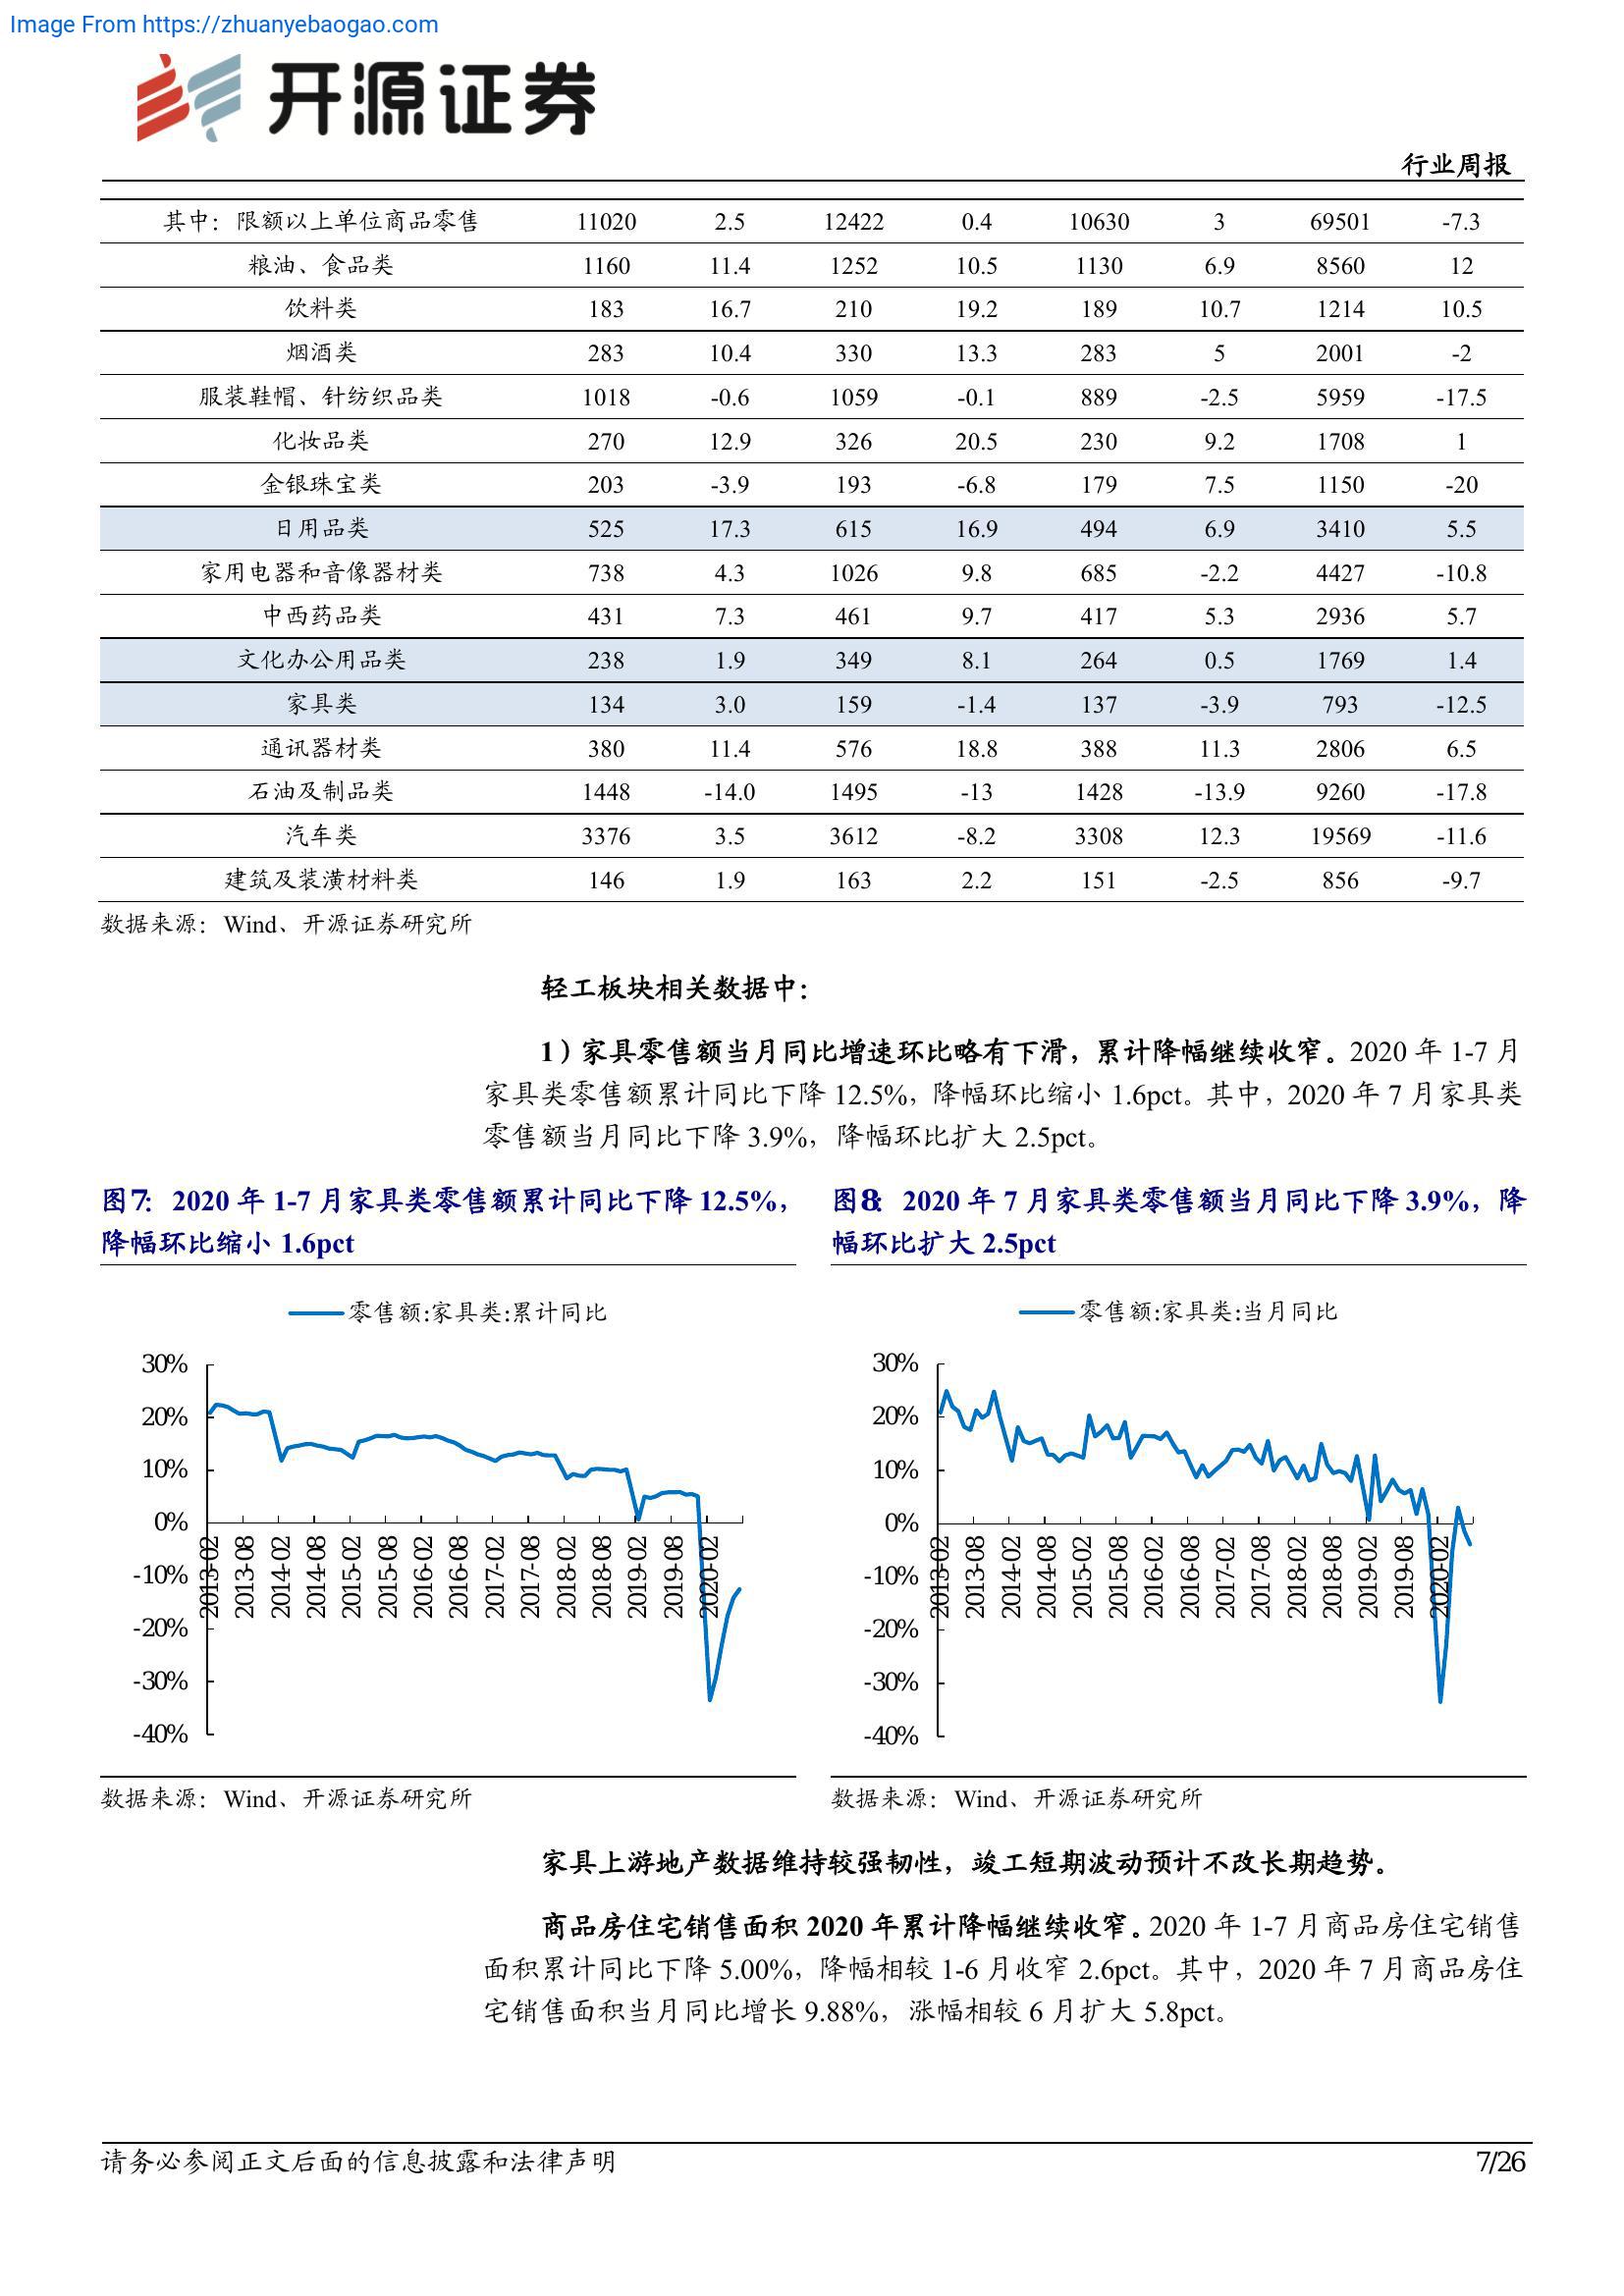 Image From https://zhuanyebaogao.com
开源证券
行业周报
其中：限额以上单位商品零售 11020 2.5 12422 0.4 10630 3 69501 -7.3
粮油、食品类 1160 11.4 1252 10.5 1130 6.9 8560 12
饮料类 183 16.7 210 19.2 189 10.7 1214 10.5
烟酒类 283 10.4 330 13.3 283 5 2001 -2
服装鞋帽、针纺织品类 1018 -0.6 1059 -0.1 889 -2.5 5959 -17.5
化妆品类 270 12.9 326 20.5 230 9.2 1708 1
金银珠宝类 203 -3.9 193 -6.8 179 7.5 1150 -20
日用品类 525 17.3 615 16.9 494 6.9 3410 5.5
家用电器和音像器材类 738 4.3 1026 9.8 685 -2.2 4427 -10.8
中西药品类 431 7.3 461 9.7 417 5.3 2936 5.7
文化办公用品类 238 1.9 349 8.1 264 0.5 1769 1.4
家具类 134 3.0 159 -1.4 137 -3.9 793 -12.5
通讯器材类 380 11.4 576 18.8 388 11.3 2806 6.5
石油及制品类 1448 -14.0 1495 -13 1428 -13.9 9260 -17.8
汽车类 3376 3.5 3612 -8.2 3308 12.3 19569 -11.6
建筑及装潢材料类 146 1.9 163 2.2 151 -2.5 856 -9.7
数据来源：Wind、开源证券研究所
轻工板块相关数据中：
1）家具零售额当月同比增速环比略有下滑，累计降幅继续收窄。2020 年 1-7 月
家具类零售额累计同比下降 12.5%，降幅环比缩小 1.6pct。其中，2020 年 7 月家具类
零售额当月同比下降 3.9%，降幅环比扩大 2.5pct。
图7：2020 年 1-7 月家具类零售额累计同比下降 12.5%，
降幅环比缩小 1.6pct
零售额:家具类:累计同比
30%
20%
10%
0%
-10%
-20%
-30%
-40%
2013-02 2013-08 2014-02 2014-08 2015-02 2015-08 2016-02 2016-08 2017-02 2017-08 2018-02 2018-08 2019-02 2019-08 2020-02
数据来源：Wind、开源证券研究所
图8：2020 年 7 月家具类零售额当月同比下降 3.9%，降
幅环比扩大 2.5pct
零售额:家具类:当月同比
30%
20%
10%
0%
-10%
-20%
-30%
-40%
2013-02 2013-08 2014-02 2014-08 2015-02 2015-08 2016-02 2016-08 2017-02 2017-08 2018-02 2018-08 2019-02 2019-08 2020-02
数据来源：Wind、开源证券研究所
家具上游地产数据维持较强韧性，竣工短期波动预计不改长期趋势。
商品房住宅销售面积 2020 年累计降幅继续收窄。2020 年 1-7 月商品房住宅销售
面积累计同比下降 5.00%，降幅相较 1-6 月收窄 2.6pct。其中，2020 年 7 月商品房住
宅销售面积当月同比增长 9.88%，涨幅相较 6 月扩大 5.8pct。
请务必参阅正文后面的信息披露和法律声明
7/26